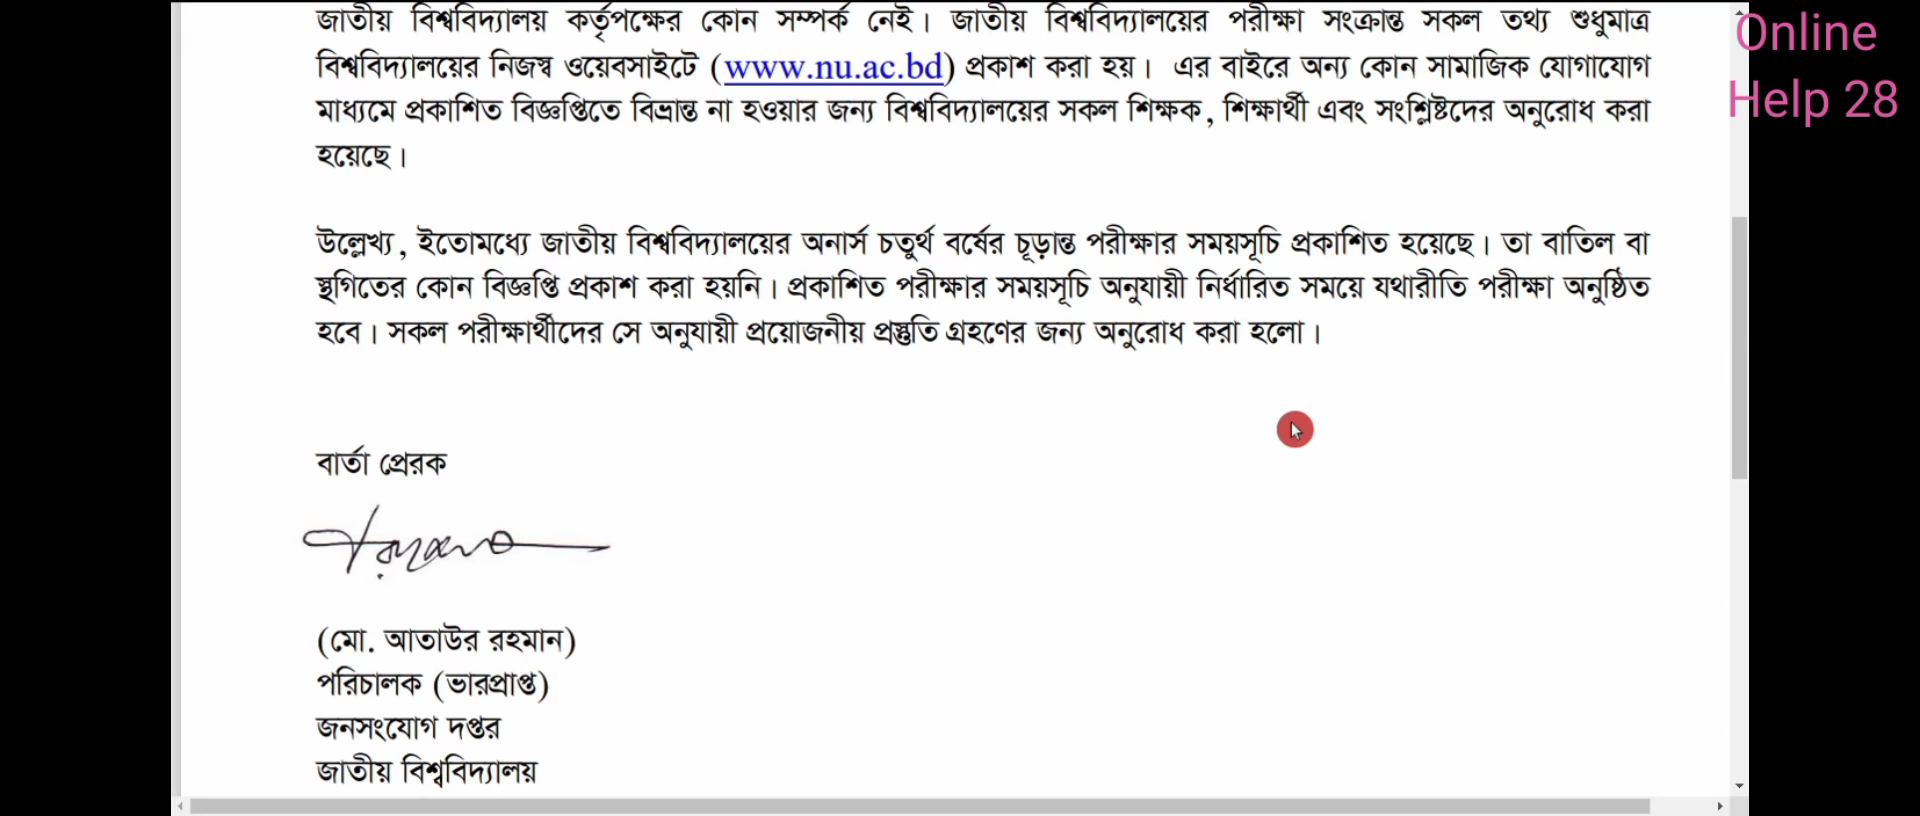 জাতীয় বিশ্ববিদ্যালয় কর্তৃপক্ষের কোন সম্পর্ক নেই। জাতীয় বিশ্ববিদ্যালয়ের পরীক্ষা সংক্রান্ত সকল তথ্য শুধুমাত্র
বিশ্ববিদ্যালয়ের নিজস্ব ওয়েবসাইটে (www.nu.ac.bd) প্রকাশ করা হয়। এর বাইরে অন্য কোন সামাজিক যোগাযোগ
মাধ্যমে প্রকাশিত বিজ্ঞপ্তিতে বিভ্রান্ত না হওয়ার জন্য বিশ্ববিদ্যালয়ের সকল শিক্ষক, শিক্ষার্থী এবং সংশ্লিষ্টদের অনুরোধ করা
হয়েছে।
উল্লেখ্য, ইতোমধ্যে জাতীয় বিশ্ববিদ্যালয়ের অনার্স চতুর্থ বর্ষের চূড়ান্ত পরীক্ষার সময়সূচি প্রকাশিত হয়েছে। তা বাতিল বা
স্থগিতের কোন বিজ্ঞপ্তি প্রকাশ করা হয়নি। প্রকাশিত পরীক্ষার সময়সূচি অনুযায়ী নির্ধারিত সময়ে যথারীতি পরীক্ষা অনুষ্ঠিত
হবে। সকল পরীক্ষার্থীদের সে অনুযায়ী প্রয়োজনীয় প্রস্তুতি গ্রহণের জন্য অনুরোধ করা হলো।
বার্তা প্রেরক
(মো. আতাউর রহমান)
পরিচালক (ভারপ্রাপ্ত)
জনসংযোগ দপ্তর
জাতীয় বিশ্ববিদ্যালয়
Online
Help 28